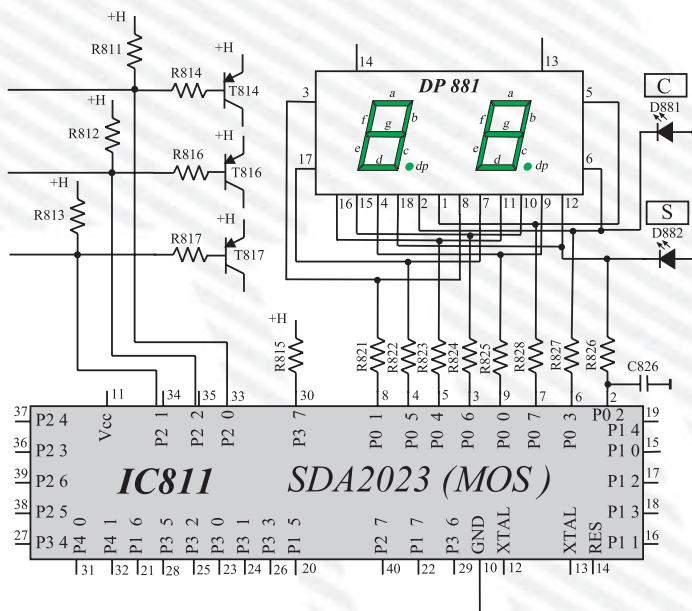 +H
R811
+H
R814
T814
+H
R812
+H
R816
T816
+H
R813
+H
R817
T817
14
13
DP 881
3
5
17
6
a
b
c
d
e
f
g
dp
a
b
c
d
e
f
g
dp
16 15 4 18 2 1 8 7 11 10 9 12
C
D881
S
D882
+H
R815
R821
R822
R823
R824
R825
R828
R827
R826
C826
11 34 35 33 30 8 4 5 3 9 7 6 2
Vcc
P2 1
P2 2
P2 0
P3 7
P0 1
P0 5
P0 4
P0 6
P0 0
P0 7
P0 3
P0 2
37 P2 4
36 P2 3
39 P2 6
38 P2 5
27 P3 4
P1 4 19
P1 0 15
P1 2 17
P1 3 18
P1 1 16
IC811 SDA2023 (MOS )
P4 0
P4 1
P1 6
P3 5
P3 2
P3 0
P3 1
P3 3
P1 5
P2 7
P1 7
P3 6
GND
XTAL
XTAL
RES
31 32 21 28 25 23 24 26 20 40 22 29 10 12 13 14